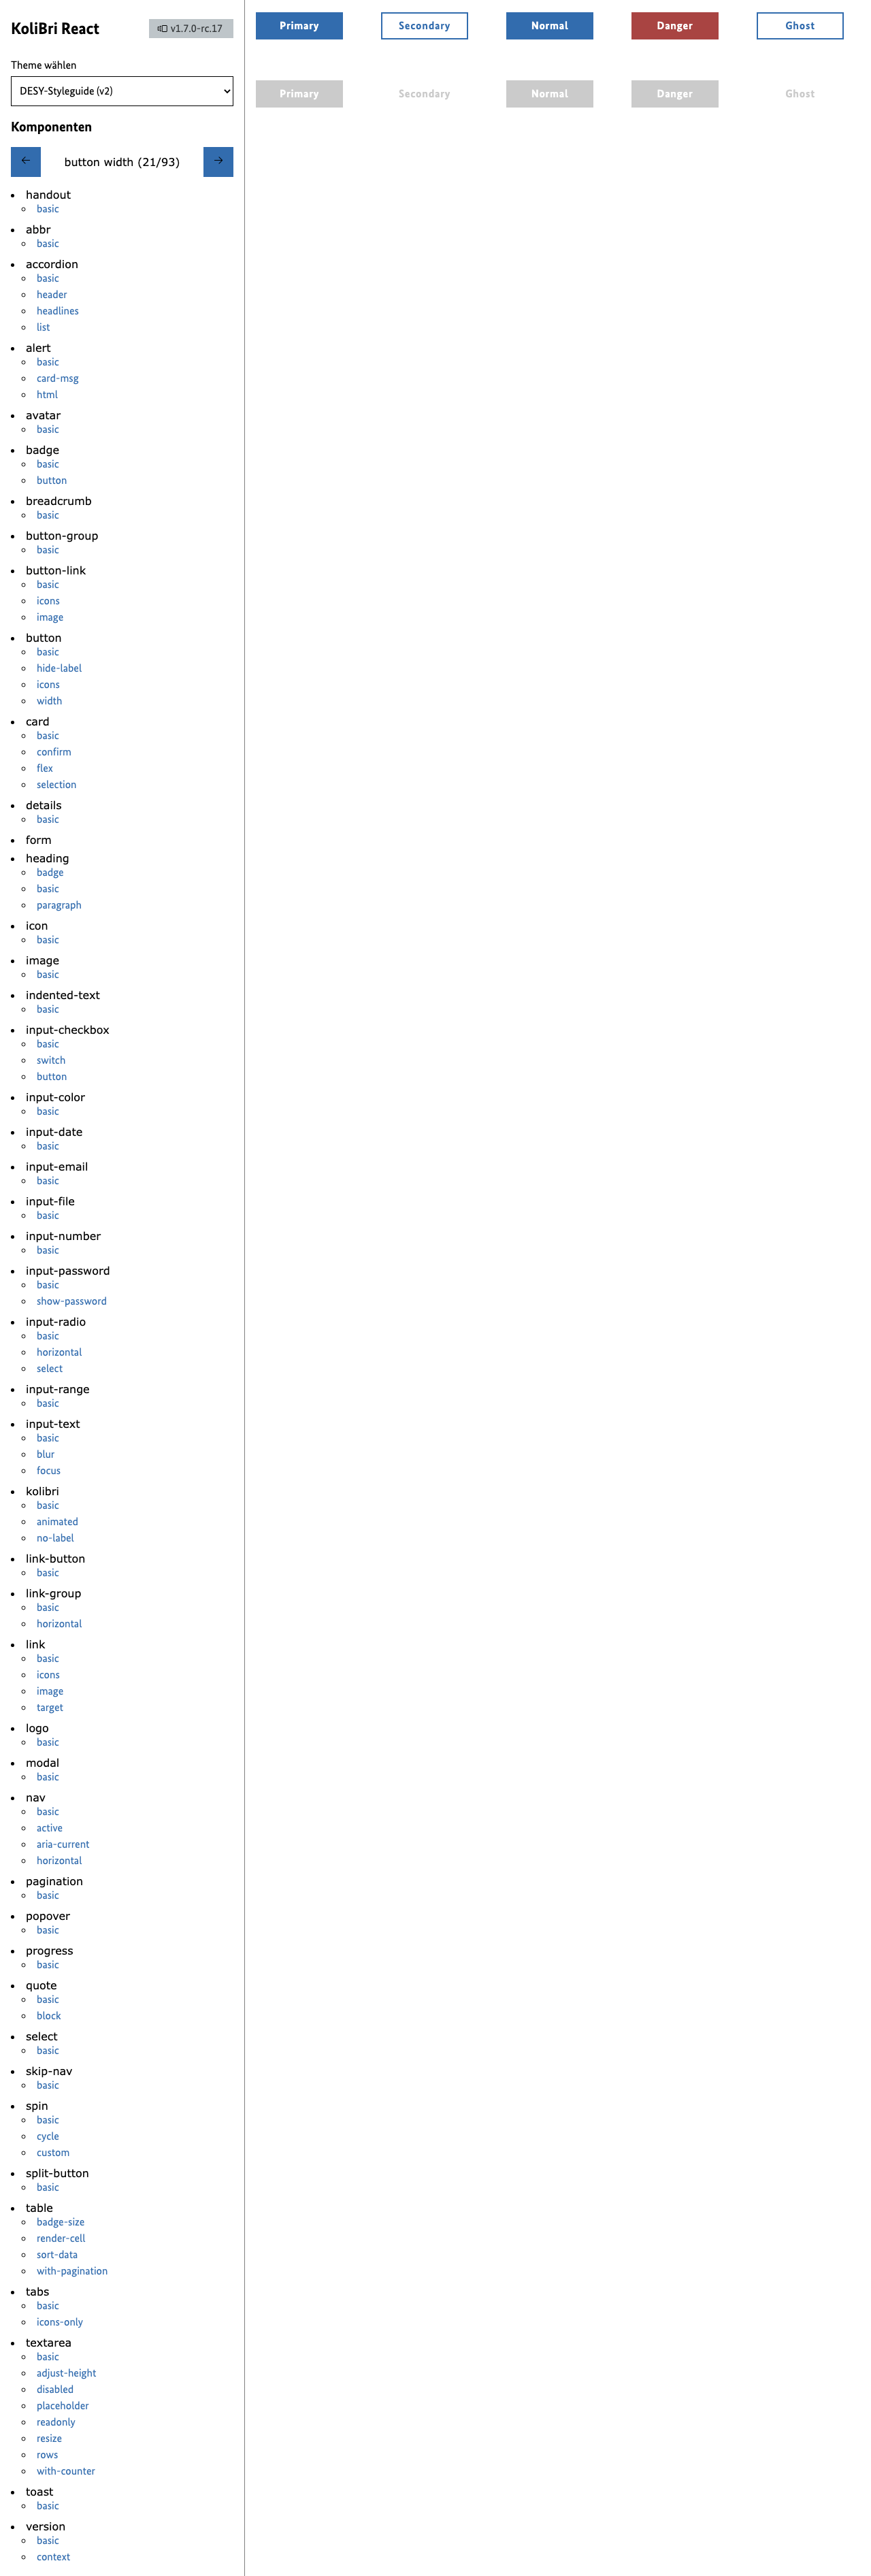 KoliBri React
v1.7.0-rc.17
Theme wählen
DESY-Styleguide (v2)
Komponenten
← button width (21/93) →
handout
basic
abbr
basic
accordion
basic
header
headlines
list
alert
basic
card-msg
html
avatar
basic
badge
basic
button
breadcrumb
basic
button-group
basic
button-link
basic
icons
image
button
basic
hide-label
icons
width
card
basic
confirm
flex
selection
details
basic
form
heading
badge
basic
paragraph
icon
basic
image
basic
indented-text
basic
input-checkbox
basic
switch
button
input-color
basic
input-date
basic
input-email
basic
input-file
basic
input-number
basic
input-password
basic
show-password
input-radio
basic
horizontal
select
input-range
basic
input-text
basic
blur
focus
kolibri
basic
animated
no-label
link-button
basic
link-group
basic
horizontal
link
basic
icons
image
target
logo
basic
modal
basic
nav
basic
active
aria-current
horizontal
pagination
basic
popover
basic
progress
basic
quote
basic
block
select
basic
skip-nav
basic
spin
basic
cycle
custom
split-button
basic
table
badge-size
render-cell
sort-data
with-pagination
tabs
basic
icons-only
textarea
basic
adjust-height
disabled
placeholder
readonly
resize
rows
with-counter
toast
basic
version
basic
context
Primary Secondary Normal Danger Ghost
Primary Secondary Normal Danger Ghost